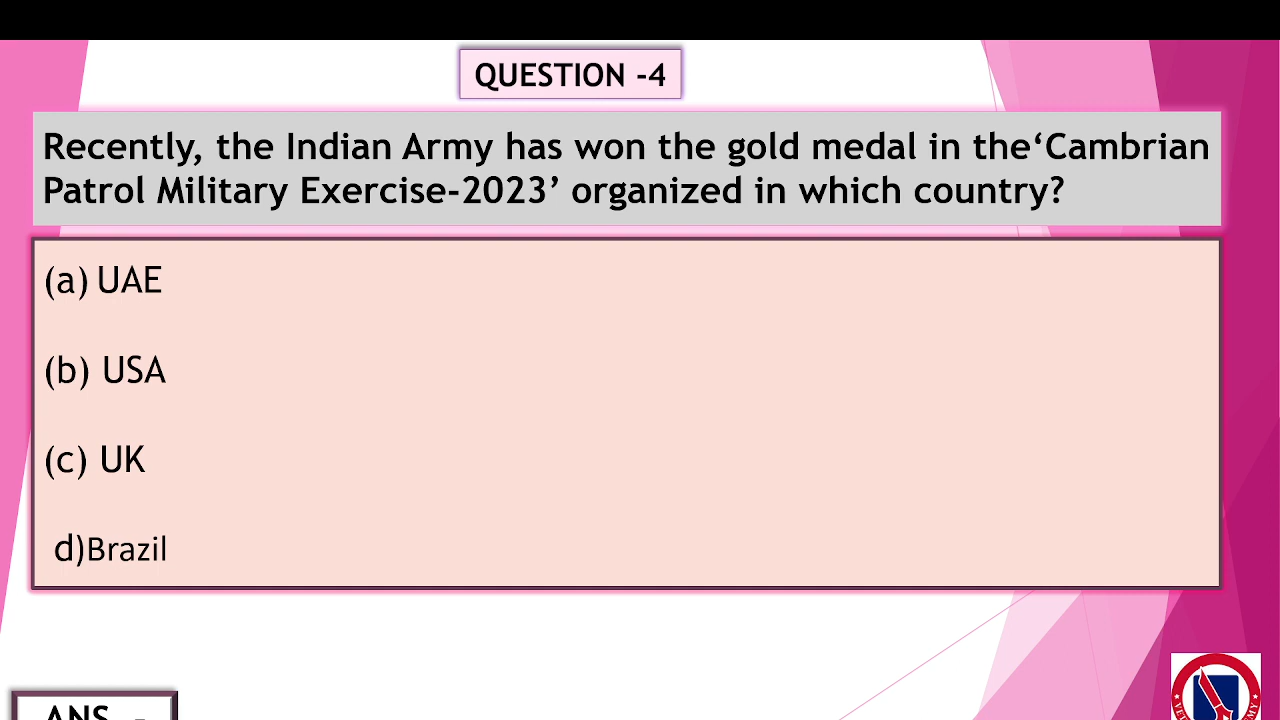 QUESTION -4
Recently, the Indian Army has won the gold medal in the‘Cambrian
Patrol Military Exercise-2023’ organized in which country?
(a) UAE
(b) USA
(c) UK
d)Brazil
ANS -